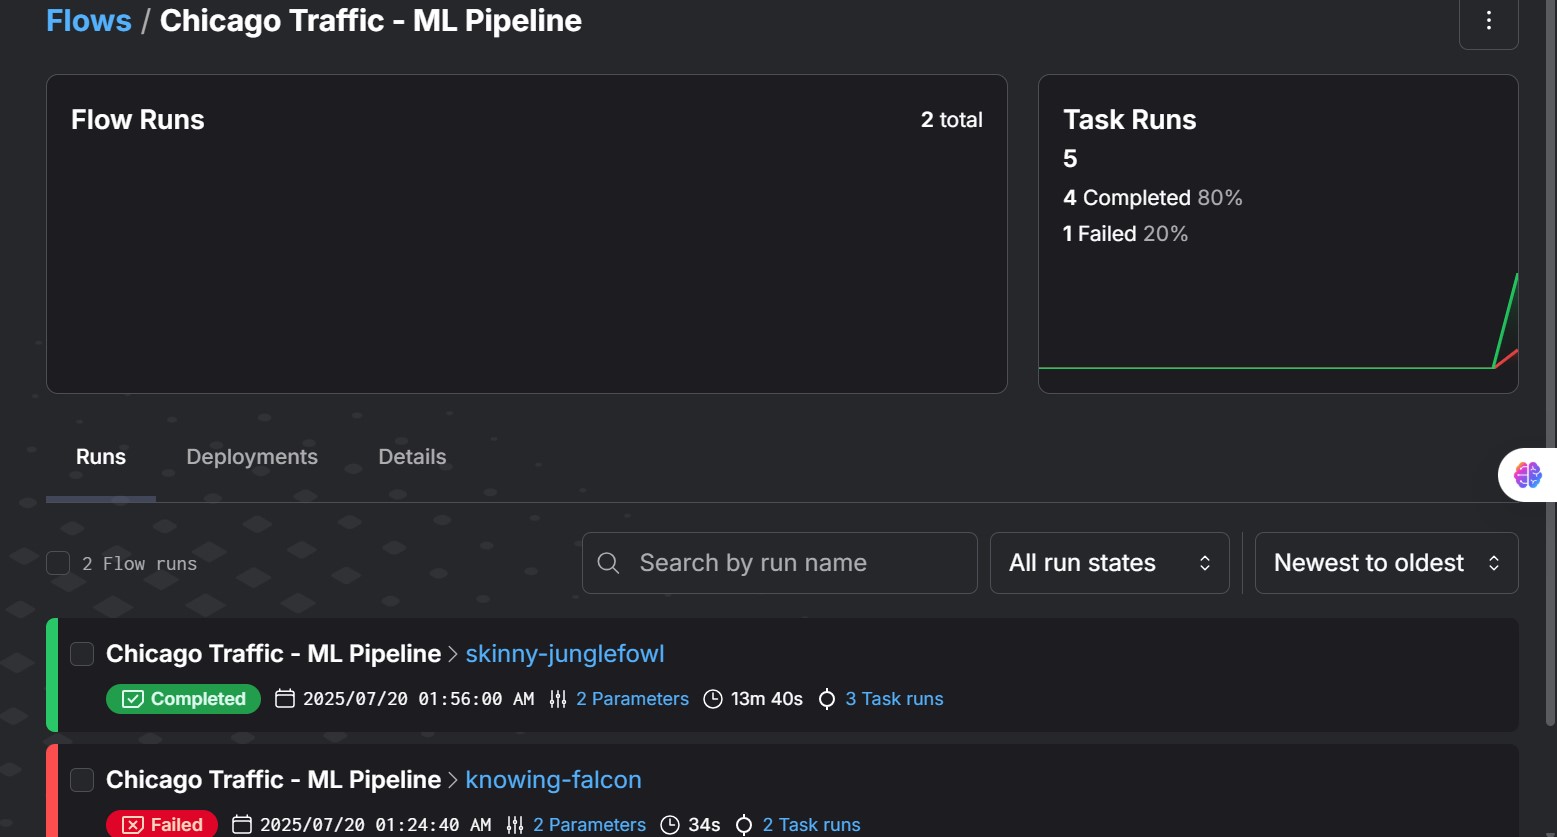 Flows / Chicago Traffic - ML Pipeline
Flow Runs
2 total
Task Runs
5
4 Completed 80%
1 Failed 20%
Runs Deployments Details
2 Flow runs
Search by run name
All run states
Newest to oldest
Chicago Traffic - ML Pipeline > skinny-junglefowl
Completed 2025/07/20 01:56:00 AM 2 Parameters 13m 40s 3 Task runs
Chicago Traffic - ML Pipeline > knowing-falcon
Failed 2025/07/20 01:24:40 AM 2 Parameters 34s 2 Task runs